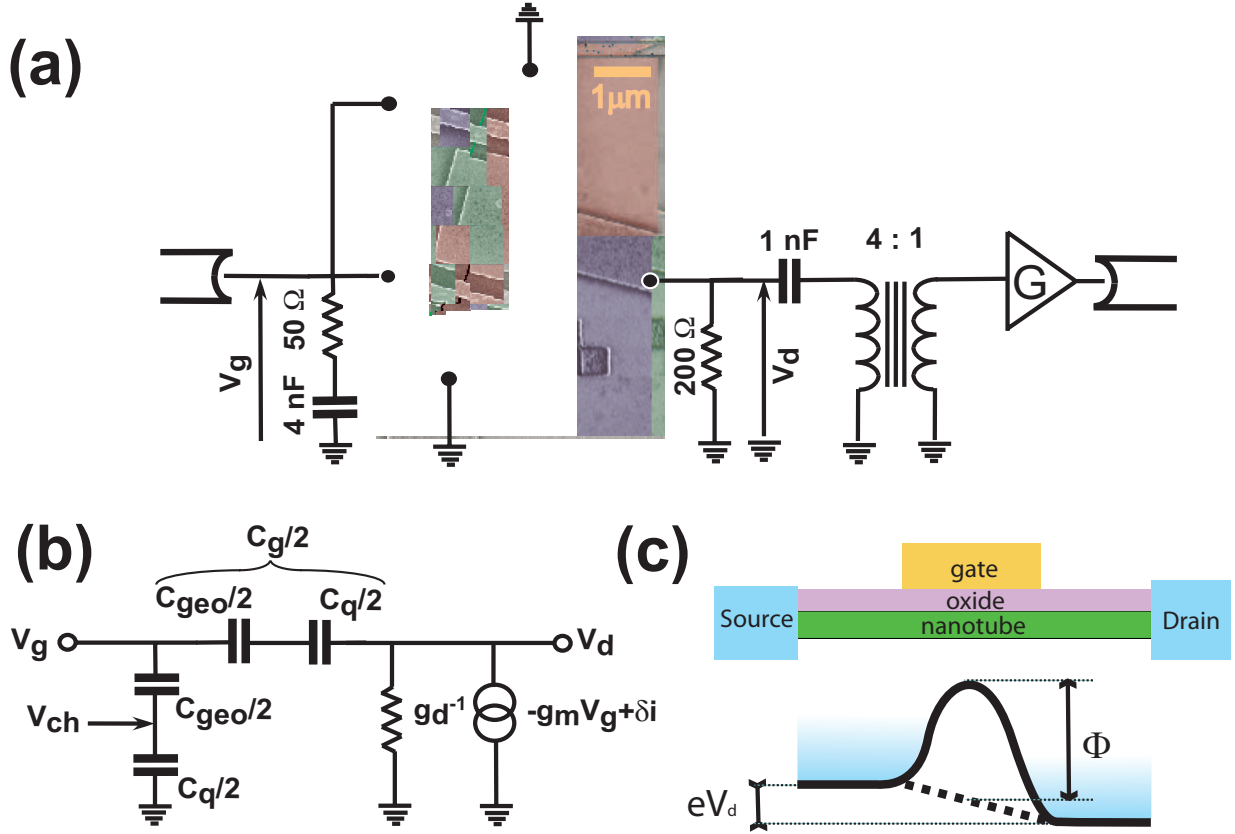 (a)
1μm
1 nF
4 : 1
G
50 Ω
4 nF
Vg
200 Ω
Vd
(b)
Cg/2
Cgeo/2
Cq/2
Vg
Vd
Cgeo/2
Vch
gd-1
-gmVg+δi
Cq/2
(c)
gate
Source
oxide
Drain
nanotube
Φ
eVd